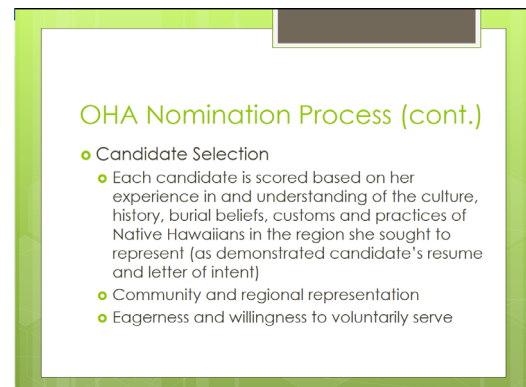 OHA Nomination Process (cont.)
Candidate Selection
Each candidate is scored based on her
experience in and understanding of the culture,
history, burial beliefs, customs and practices of
Native Hawaiians in the region she sought to
represent (as demonstrated candidate's resume
and letter of intent)
Community and regional representation
Eagerness and willingness to voluntarily serve